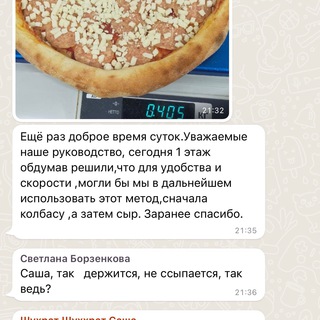 0.405
21:32
Ещё раз доброе время суток.Уважаемые
наше руководство, сегодня 1 этаж
обдумав решили,что для удобства и
скорости ,могли бы мы в дальнейшем
использовать этот метод,сначала
колбасу ,а затем сыр. Заранее спасибо.
21:35
Светлана Борзенкова
Саша, так держится, не ссыпается, так
ведь?
21:36